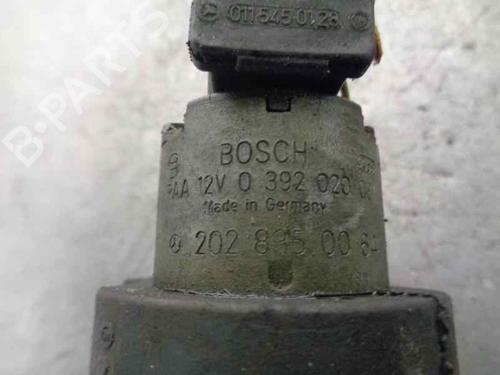 011 545 01 28
B-PARTS
BOSCH
12V 0 392 020
Made in Germany
202 835 00 64